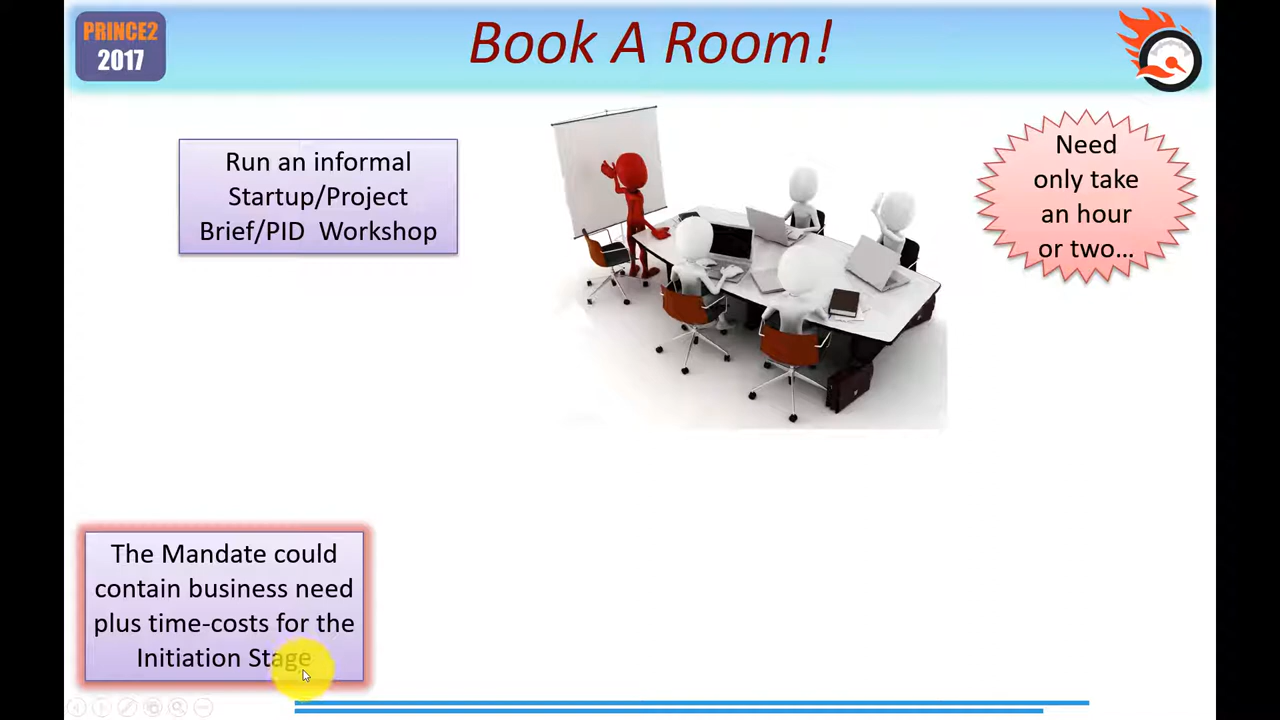 PRINCE2
2017
Book A Room!
Run an informal
Startup/Project
Brief/PID Workshop
Need
only take
an hour
or two...
The Mandate could
contain business need
plus time-costs for the
Initiation Stage